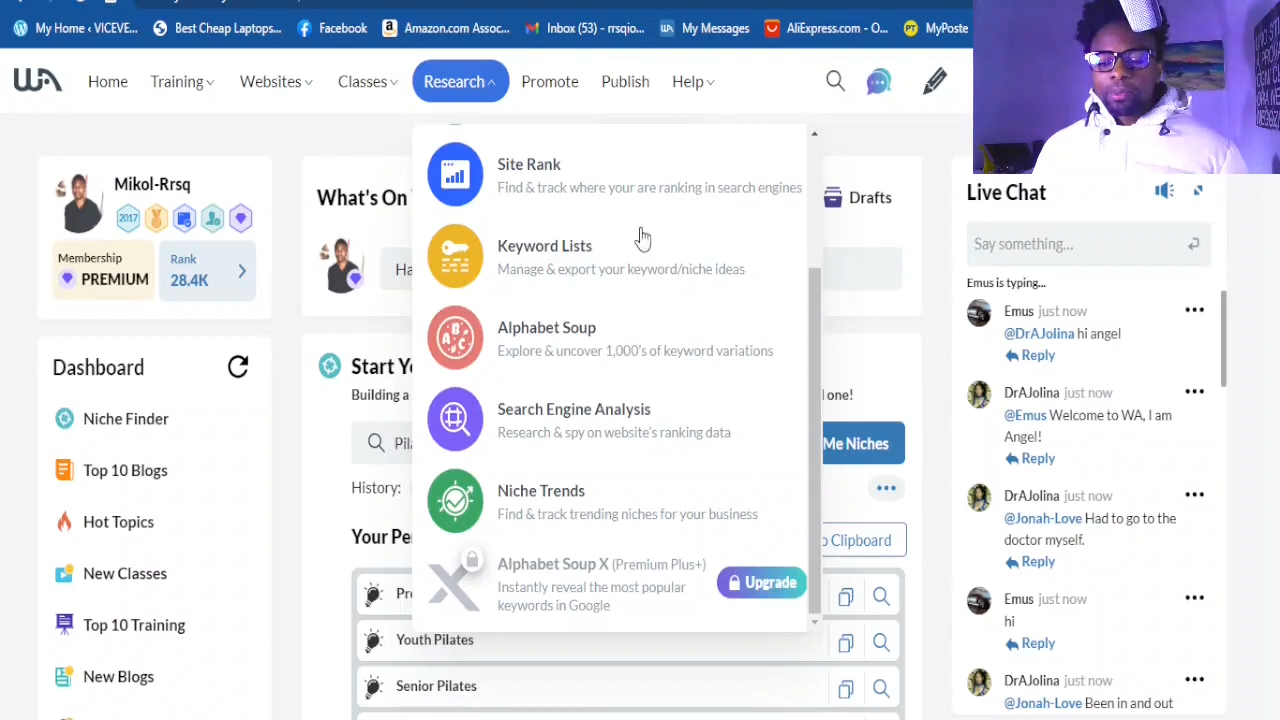 My Home ‹ VICEVE...
Best Cheap Laptops...
Facebook
Amazon.com Assoc...
Inbox (53) - rrsqio...
My Messages
AliExpress.com - O...
MyPoste
WA
Home
Training
Websites
Classes
Research
Promote
Publish
Help
Mikol-Rrsq
2017
Membership
PREMIUM
Rank
28.4K
Dashboard
Niche Finder
Top 10 Blogs
Hot Topics
New Classes
Top 10 Training
New Blogs
What's On
Drafts
Ha
Start Yo
Building a
d one!
Pila
Me Niches
History:
Your Per
o Clipboard
Pre
Youth Pilates
Senior Pilates
Site Rank
Find & track where your are ranking in search engines
Keyword Lists
Manage & export your keyword/niche ideas
Alphabet Soup
Explore & uncover 1,000's of keyword variations
Search Engine Analysis
Research & spy on website's ranking data
Niche Trends
Find & track trending niches for your business
Alphabet Soup X (Premium Plus+)
Instantly reveal the most popular
keywords in Google
Upgrade
Live Chat
Say something...
Emus is typing...
Emus just now
@DrAJolina hi angel
Reply
DrAJolina just now
@Emus Welcome to WA, I am
Angel!
Reply
DrAJolina just now
@Jonah-Love Had to go to the
doctor myself.
Reply
Emus just now
hi
Reply
DrAJolina just now
@Jonah-Love Been in and out